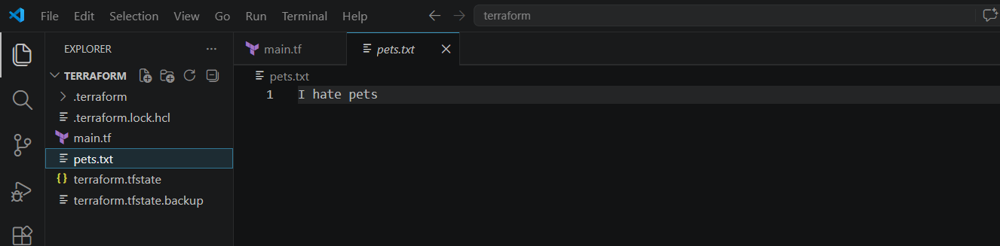 File Edit Selection View Go Run Terminal Help
terraform
EXPLORER
TERRAFORM
.terraform
.terraform.lock.hcl
main.tf
pets.txt
terraform.tfstate
terraform.tfstate.backup
main.tf
pets.txt
pets.txt
1 I hate pets